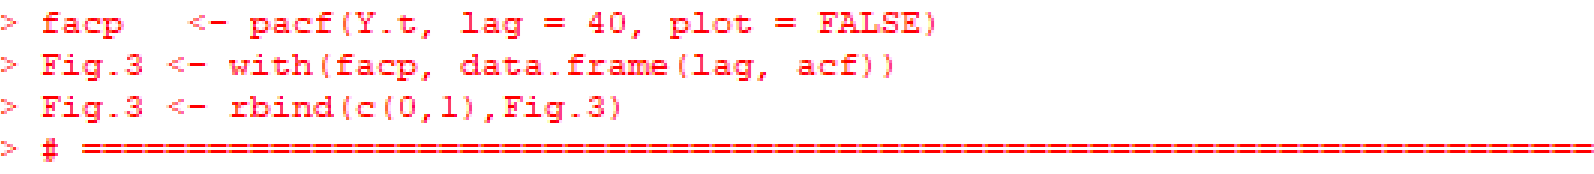 > facp   <- pacf(Y.t, lag = 40, plot = FALSE)
> Fig.3 <- with(facp, data.frame(lag, acf))
> Fig.3 <- rbind(c(0,1),Fig.3)
> # ========================================================================